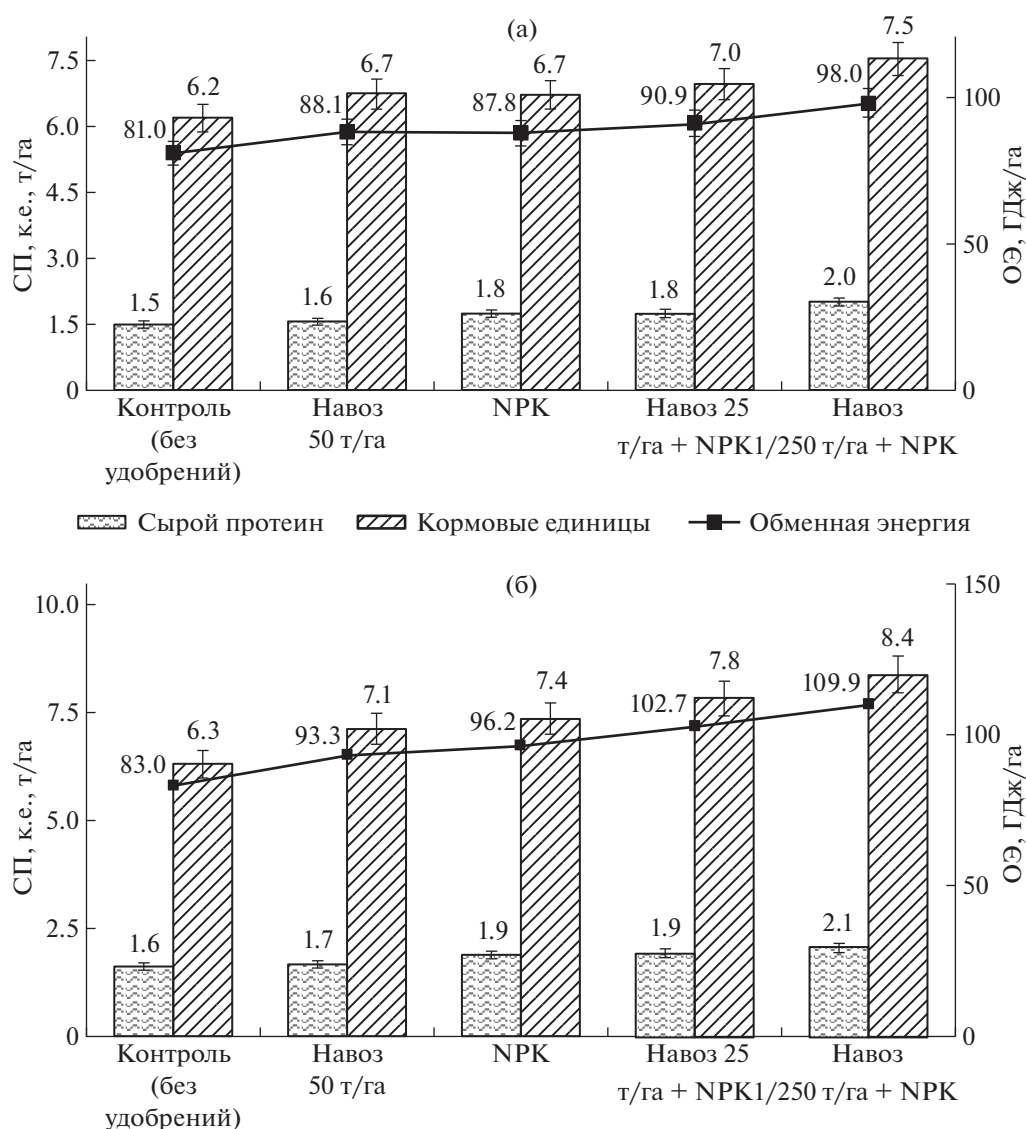 (а)
СП, к.е., т/га
7.5
6.0
4.5
3.0
1.5
0
ОЭ, ГДж/га
100
50
0
6.2
6.7
6.7
7.0
7.5
81.0
88.1
87.8
90.9
98.0
1.5
1.6
1.8
1.8
2.0
Контроль
(без
удобрений)
Навоз
50 т/га
NPK
Навоз 25
Навоз
т/га + NPK1/250 т/га + NPK
Сырой протеин
Кормовые единицы
Обменная энергия
(б)
СП, к.е., т/га
10.0
7.5
5.0
2.5
0
ОЭ, ГДж/га
150
100
50
0
6.3
7.1
7.4
7.8
8.4
83.0
93.3
96.2
102.7
109.9
1.6
1.7
1.9
1.9
2.1
Контроль
(без
удобрений)
Навоз
50 т/га
NPK
Навоз 25
Навоз
т/га + NPK1/250 т/га + NPK